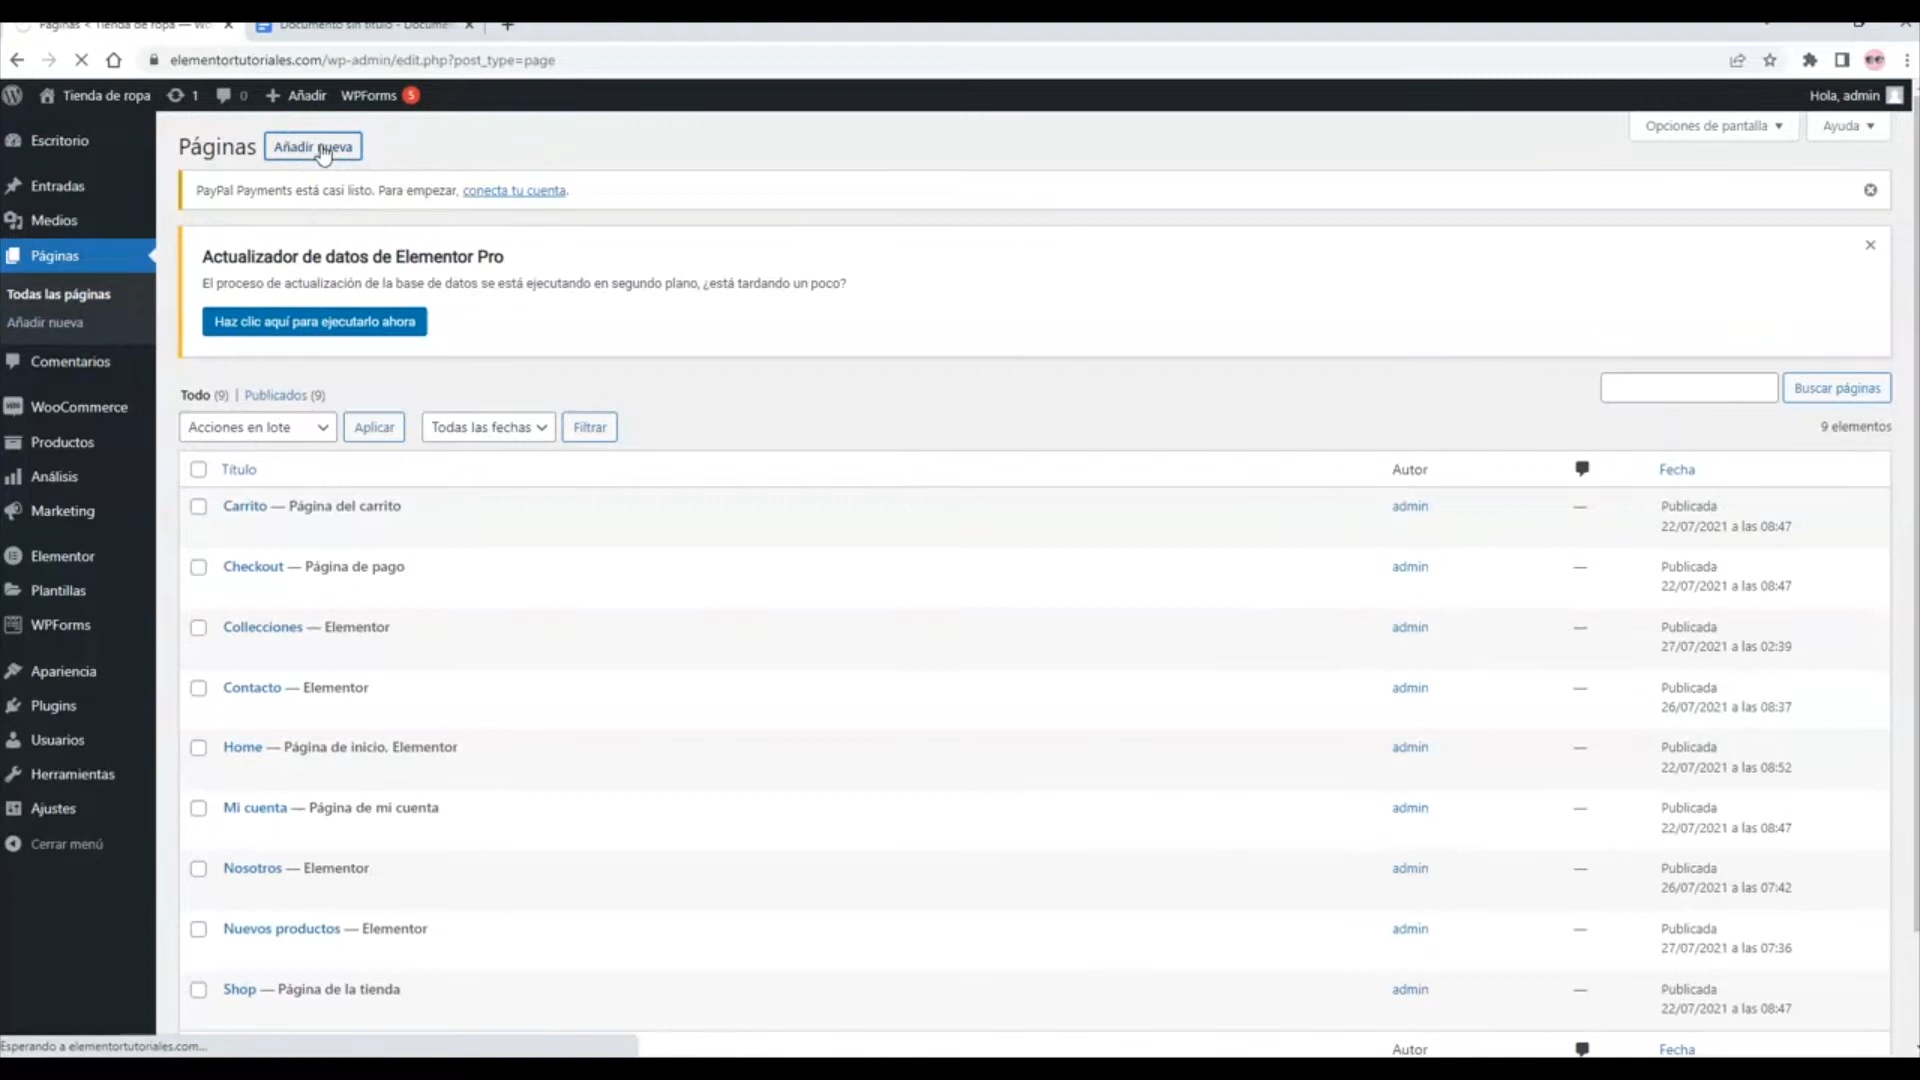 Páginas < Tienda de ropa — W
Documento sin título - Docume
elementortutoriales.com/wp-admin/edit.php?post_type=page
Tienda de ropa 1 0 Añadir WPForms 5
Hola, admin
Escritorio
Entradas
Medios
Páginas
Todas las páginas
Añadir nueva
Comentarios
WooCommerce
Productos
Análisis
Marketing
Elementor
Plantillas
WPForms
Apariencia
Plugins
Usuarios
Herramientas
Ajustes
Cerrar menú
Opciones de pantalla
Ayuda
Páginas
Añadir nueva
PayPal Payments está casi listo. Para empezar, conecta tu cuenta.
Actualizador de datos de Elementor Pro
El proceso de actualización de la base de datos se está ejecutando en segundo plano, ¿está tardando un poco?
Haz clic aquí para ejecutarlo ahora
Todo (9) | Publicados (9)
Buscar páginas
Acciones en lote Aplicar Todas las fechas Filtrar
9 elementos
Título Autor Fecha
Carrito — Página del carrito admin — Publicada
22/07/2021 a las 08:47
Checkout — Página de pago admin — Publicada
22/07/2021 a las 08:47
Collecciones — Elementor admin — Publicada
27/07/2021 a las 02:39
Contacto — Elementor admin — Publicada
26/07/2021 a las 08:37
Home — Página de inicio, Elementor admin — Publicada
22/07/2021 a las 08:52
Mi cuenta — Página de mi cuenta admin — Publicada
22/07/2021 a las 08:47
Nosotros — Elementor admin — Publicada
26/07/2021 a las 07:42
Nuevos productos — Elementor admin — Publicada
27/07/2021 a las 07:36
Shop — Página de la tienda admin — Publicada
22/07/2021 a las 08:47
Autor Fecha
Esperando a elementortutoriales.com...